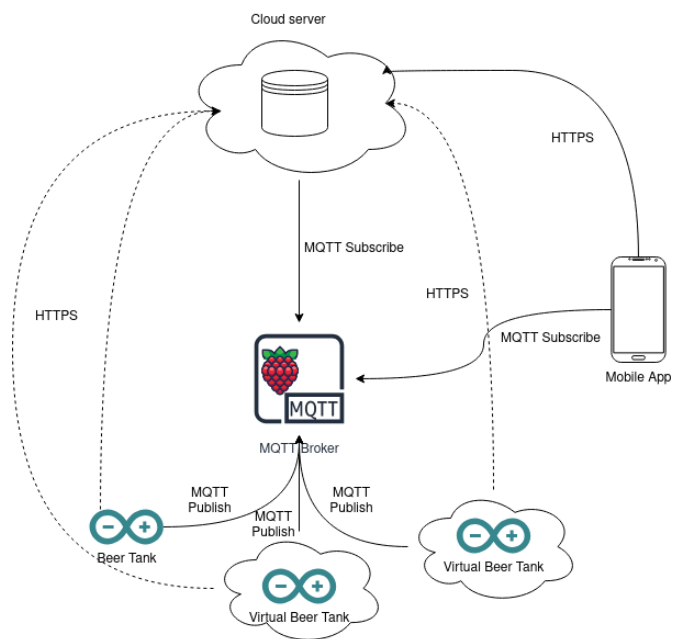 Cloud server
HTTPS
MQTT Subscribe
HTTPS
HTTPS
MQTT Subscribe
MQTT
Mobile App
MQTT Broker
MQTT
Publish
MQTT
Publish
MQTT
Publish
Beer Tank
Virtual Beer Tank
Virtual Beer Tank